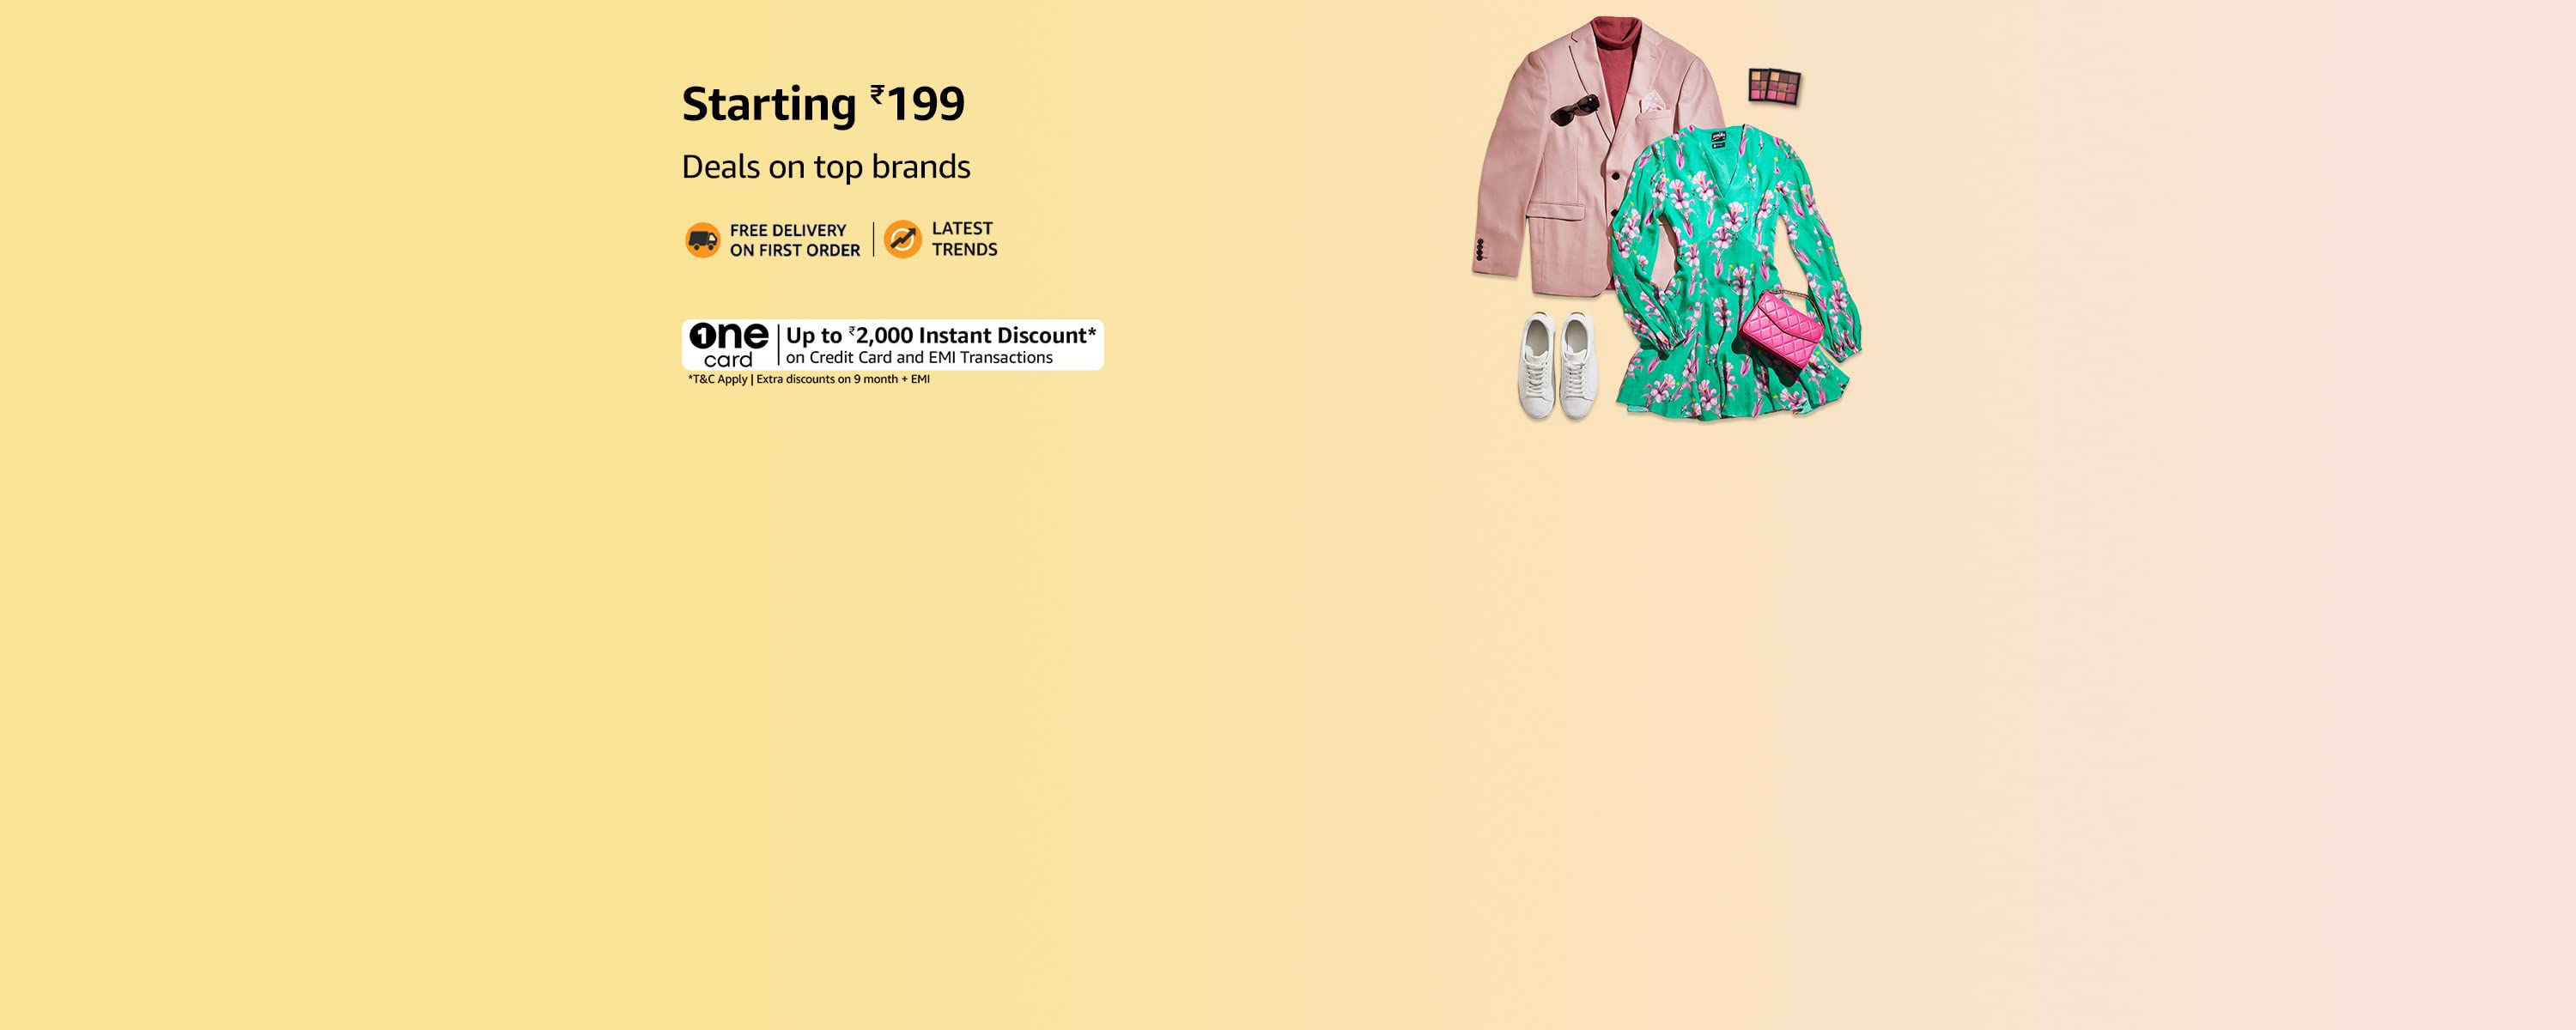 Starting ₹199
Deals on top brands
FREE DELIVERY
ON FIRST ORDER
LATEST
TRENDS
1ne
card
Up to ₹2,000 Instant Discount*
on Credit Card and EMI Transactions
*T&C Apply | Extra discounts on 9 month + EMI